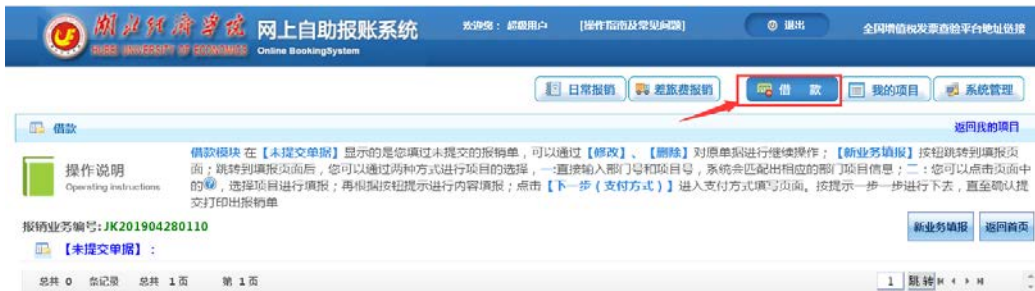 湖北经济学院 网上自助报账系统 欢迎您：超级用户 [操作指南及常见问题] 退出 全国增值税发票查验平台地址链接
HUBEI UNIVERSITY OF ECONOMICS Online BookingSystem
日常报销 差旅费报销 借 款 我的项目 系统管理
借款 返回我的项目
借款模块 在【未提交单据】显示的是您填过未提交的报销单，可以通过【修改】、【删除】对原单据进行继续操作；【新业务填报】按钮跳转到填报页
操作说明 面；跳转到填报页面后，您可以通过两种方式进行项目的选择，一:直接输入部门号和项目号，系统会匹配出相应的部门项目信息；二：您可以点击页面中
Operating instructions 的，选择项目进行填报；再根据按钮提示进行内容填报；点击【下一步（支付方式）】进入支付方式填写页面。按提示一步一步进行下去，直至确认提
交打印出报销单
报销业务编号: JK201904280110 新业务填报 返回首页
【未提交单据】：
总共 0 条记录 总共 1 页 第 1 页 1 跳转